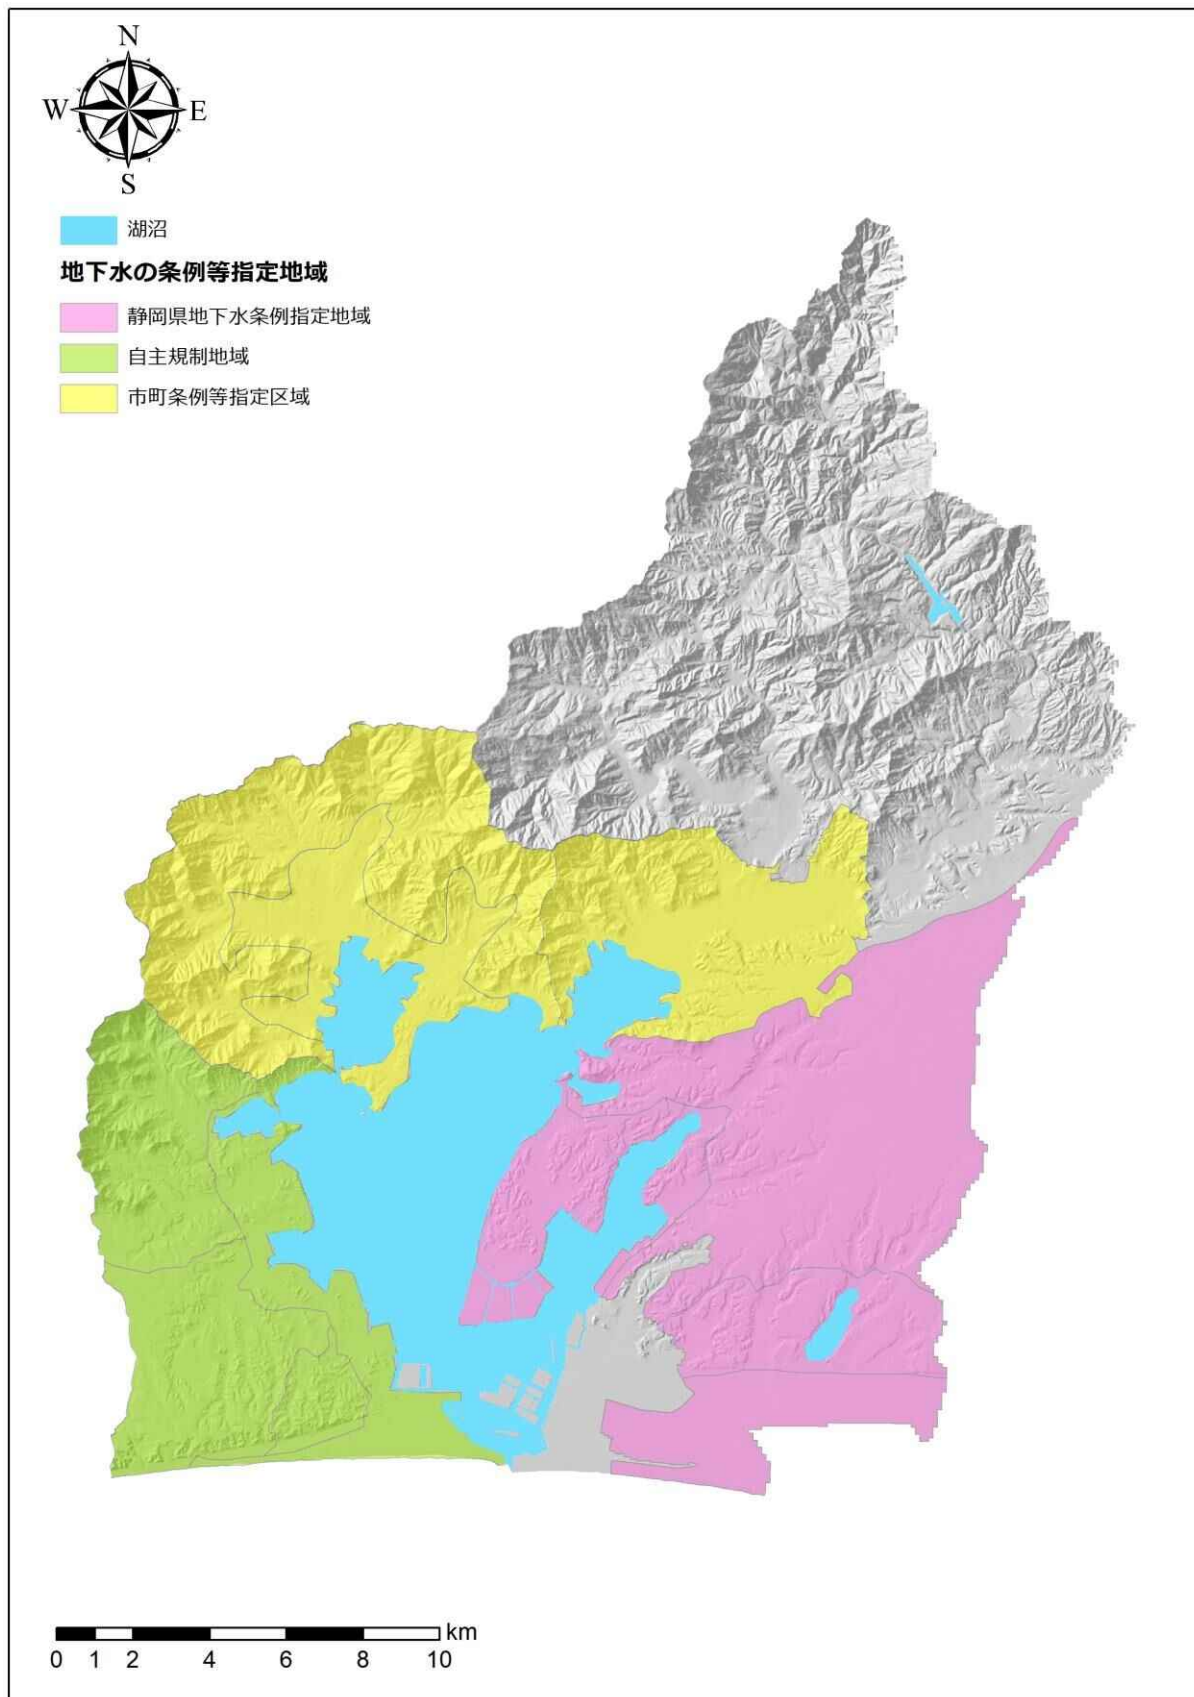 N
W E
S
湖沼
地下水の条例等指定地域
静岡県地下水条例指定地域
自主規制地域
市町条例等指定区域
km
0 1 2 4 6 8 10